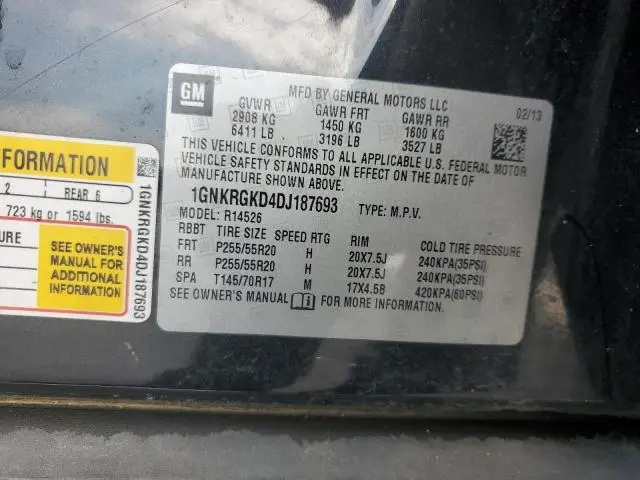 GM
MFD BY GENERAL MOTORS LLC
02/13
GVWR GAWR FRT GAWR RR
2908 KG 1450 KG 1600 KG
6411 LB 3196 LB 3527 LB
THIS VEHICLE CONFORMS TO ALL APPLICABLE U.S. FEDERAL MOTOR
VEHICLE SAFETY STANDARDS IN EFFECT ON THE DATE OF
MANUFACTURE SHOWN ABOVE.
1GNKRGKD4DJ187693 TYPE: M.P.V.
MODEL: R14526
RBBT TIRE SIZE SPEED RTG RIM COLD TIRE PRESSURE
FRT P255/55R20 H 20X7.5J 240KPA(35PSI)
RR P255/55R20 H 20X7.5J 240KPA(35PSI)
SPA T145/70R17 M 17X4.5B 420KPA(60PSI)
SEE OWNER'S MANUAL FOR MORE INFORMATION.
FORMATION
2 REAR 6
723 kg or 1594 lbs.
URE
SEE OWNER'S
MANUAL FOR
ADDITIONAL
INFORMATION
1GNKRGKD4DJ187693